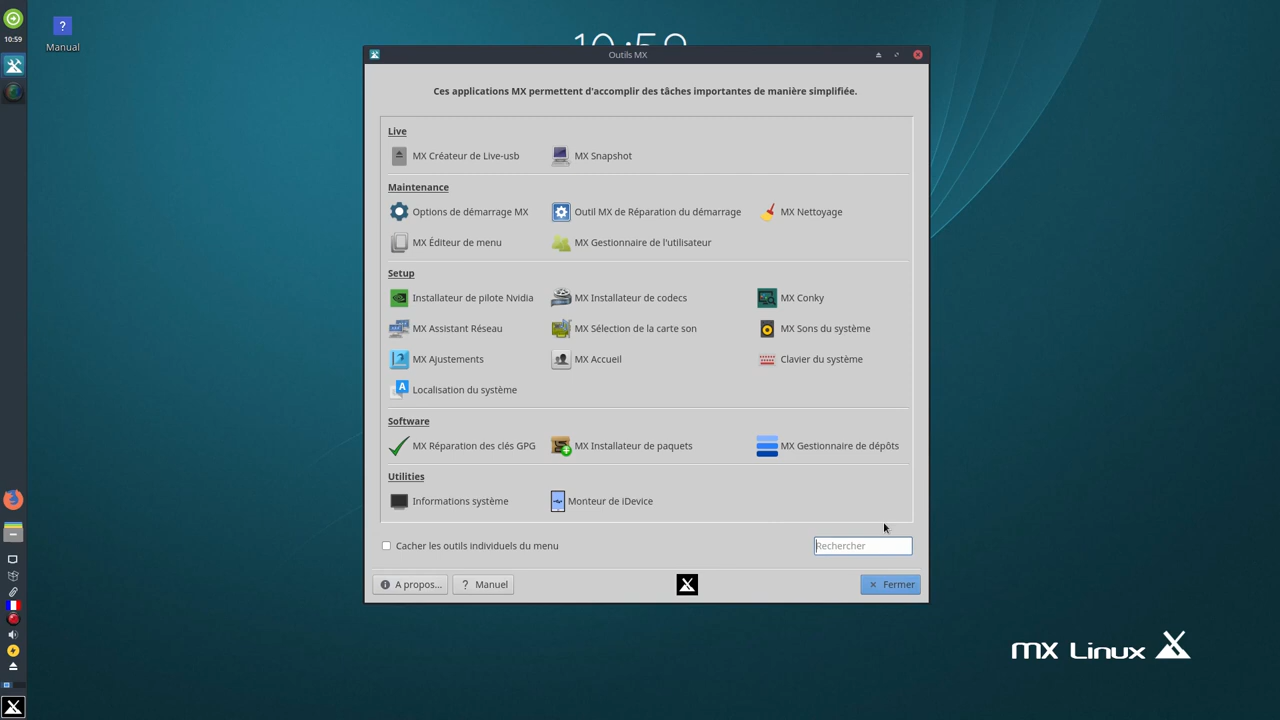 10:59
Manual
10:59
Outils MX
Ces applications MX permettent d'accomplir des tâches importantes de manière simplifiée.
Live
MX Créateur de Live-usb
MX Snapshot
Maintenance
Options de démarrage MX
Outil MX de Réparation du démarrage
MX Nettoyage
MX Éditeur de menu
MX Gestionnaire de l'utilisateur
Setup
Installateur de pilote Nvidia
MX Installateur de codecs
MX Conky
MX Assistant Réseau
MX Sélection de la carte son
MX Sons du système
MX Ajustements
MX Accueil
Clavier du système
Localisation du système
Software
MX Réparation des clés GPG
MX Installateur de paquets
MX Gestionnaire de dépôts
Utilities
Informations système
Monteur de iDevice
Cacher les outils individuels du menu
Rechercher
A propos...
? Manuel
Fermer
mx Linux